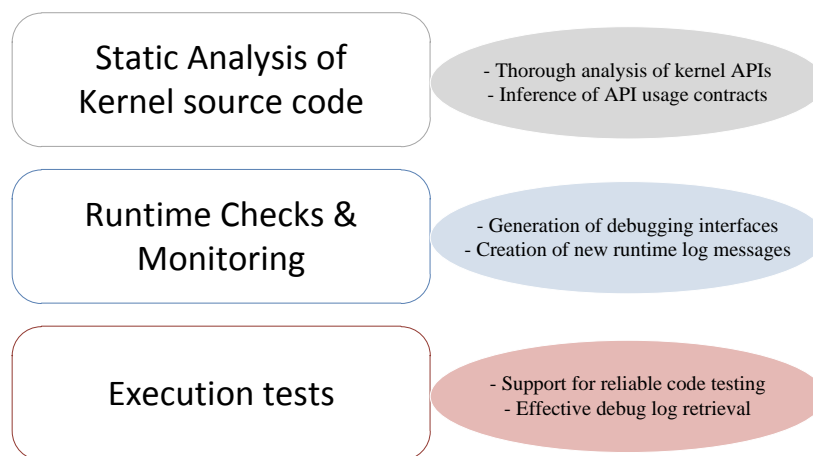 Static Analysis of
Kernel source code
- Thorough analysis of kernel APIs
- Inference of API usage contracts
Runtime Checks &
Monitoring
- Generation of debugging interfaces
- Creation of new runtime log messages
Execution tests
- Support for reliable code testing
- Effective debug log retrieval